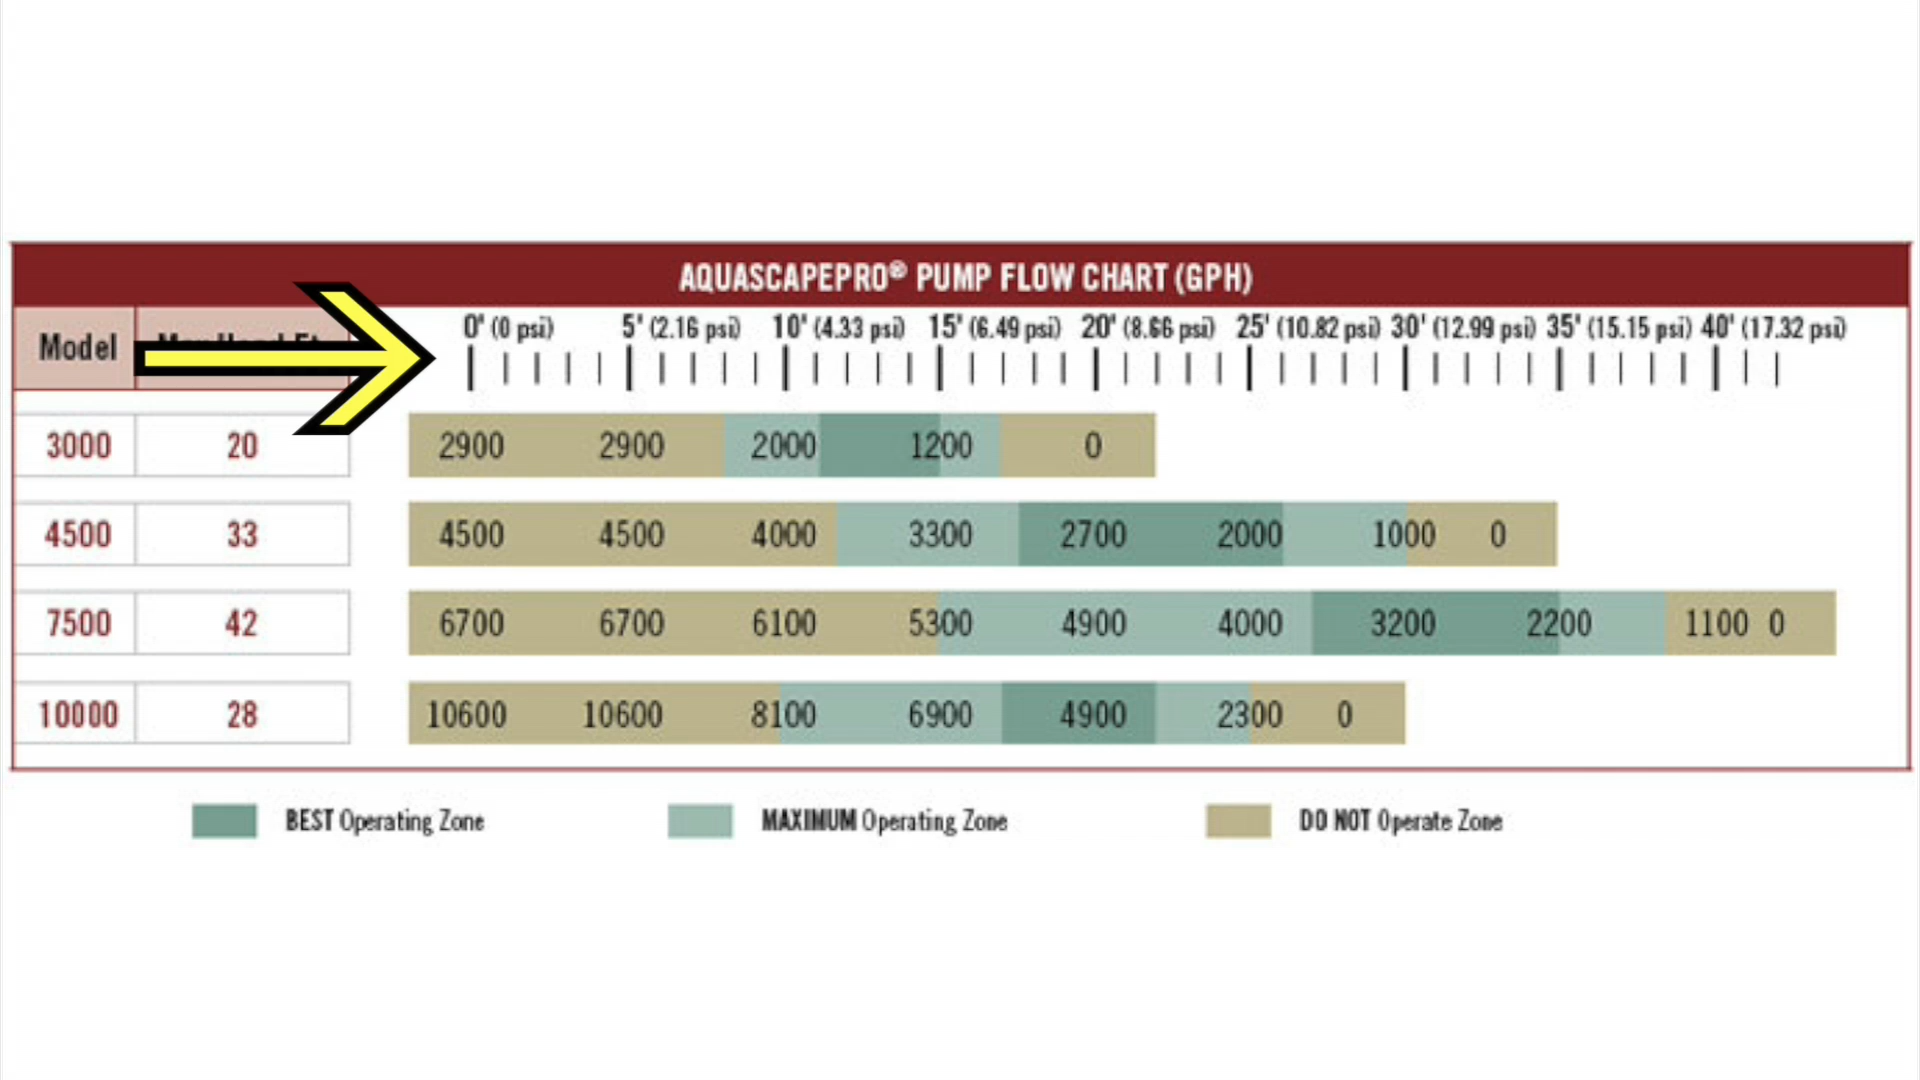 AQUASCAPEPRO® PUMP FLOW CHART (GPH)
Model
0' (0 psi) 5' (2.16 psi) 10' (4.33 psi) 15' (6.49 psi) 20' (8.66 psi) 25' (10.82 psi) 30' (12.99 psi) 35' (15.15 psi) 40' (17.32 psi)
3000 20 2900 2900 2000 1200 0
4500 33 4500 4500 4000 3300 2700 2000 1000 0
7500 42 6700 6700 6100 5300 4900 4000 3200 2200 1100 0
10000 28 10600 10600 8100 6900 4900 2300 0
BEST Operating Zone MAXIMUM Operating Zone DO NOT Operate Zone